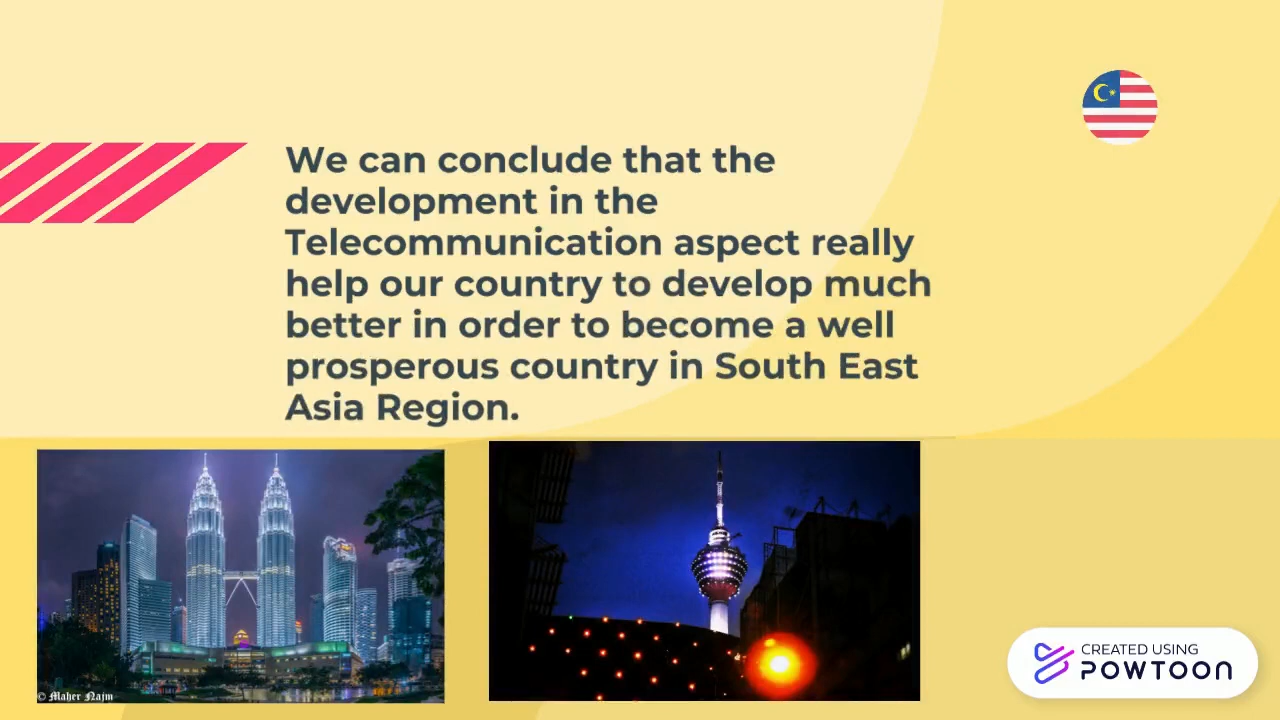 We can conclude that the
development in the
Telecommunication aspect really
help our country to develop much
better in order to become a well
prosperous country in South East
Asia Region.
© Maher Najm
CREATED USING
POWTOON